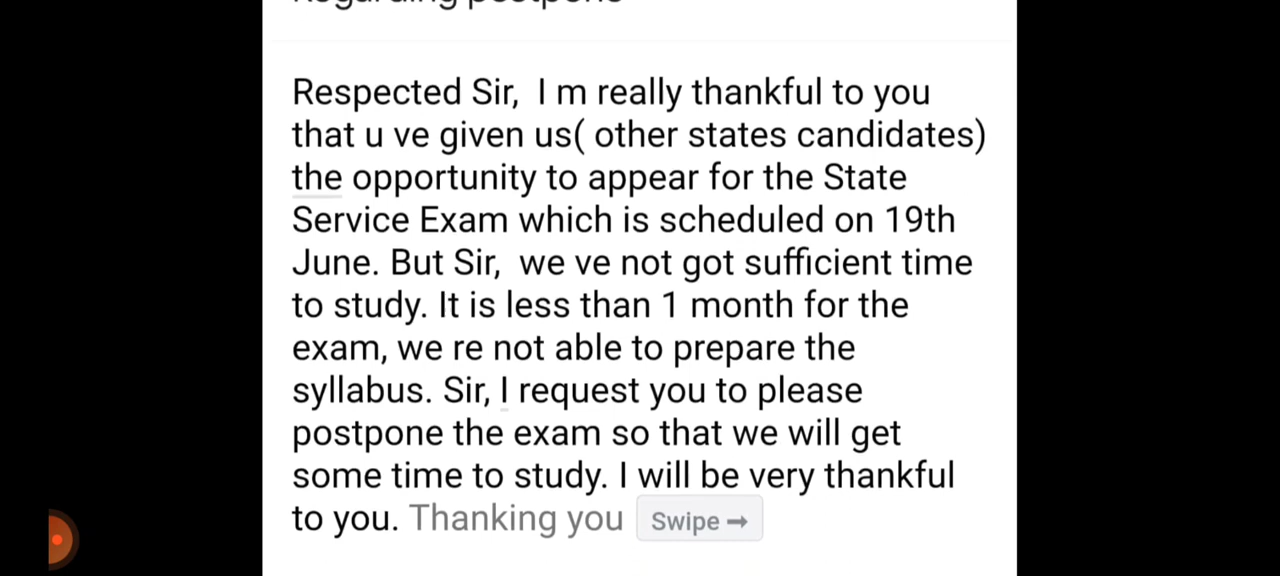 Regarding postpone
Respected Sir,  I m really thankful to you
that u ve given us( other states candidates)
the opportunity to appear for the State
Service Exam which is scheduled on 19th
June. But Sir,  we ve not got sufficient time
to study. It is less than 1 month for the
exam, we re not able to prepare the
syllabus. Sir, I request you to please
postpone the exam so that we will get
some time to study. I will be very thankful
to you. Thanking you Swipe ➞